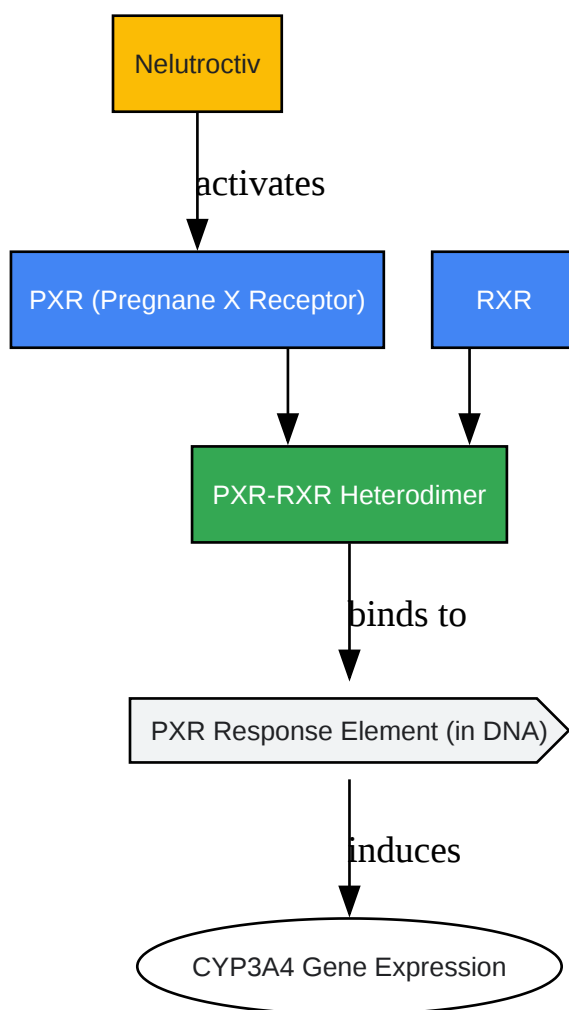 Nelutroctiv
activates
PXR (Pregnane X Receptor)
RXR
PXR-RXR Heterodimer
binds to
PXR Response Element (in DNA)
induces
CYP3A4 Gene Expression